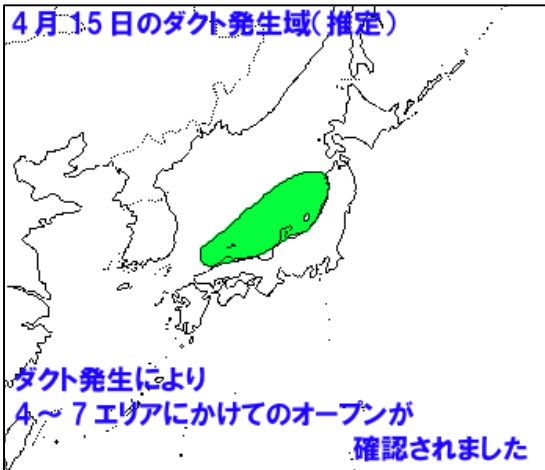 4月15日のダクト発生域(推定)
ダクト発生により
4～7エリアにかけてのオープンが
確認されました